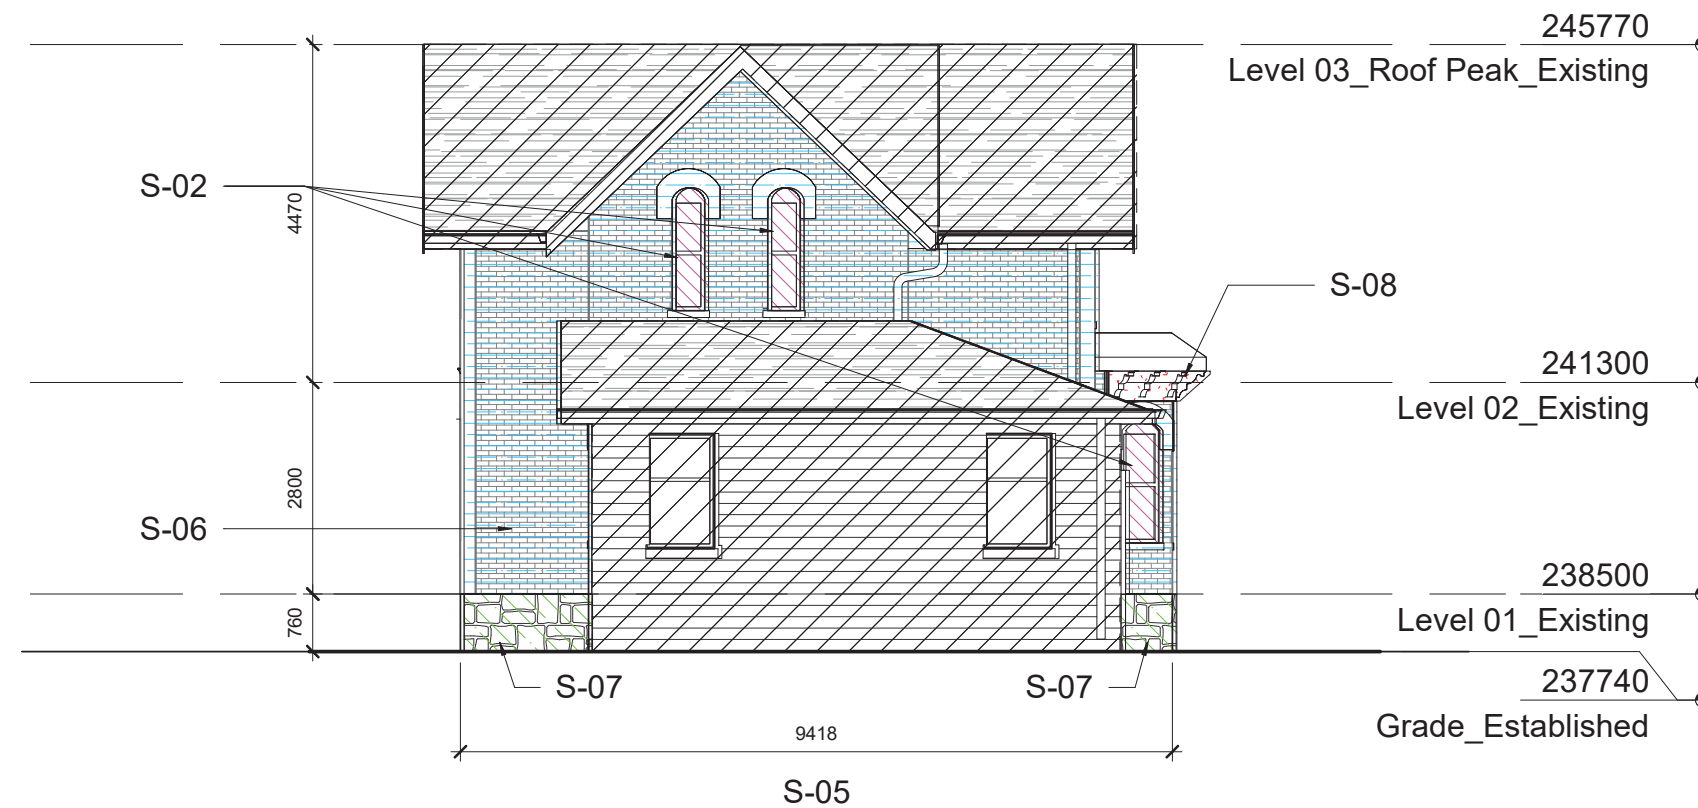 245770
Level 03_Roof Peak_Existing
S-02
4470
S-08
241300
Level 02_Existing
2800
S-06
238500
760
Level 01_Existing
S-07
S-07
237740
Grade_Established
9418
S-05